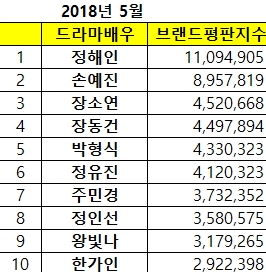 2018년 5월
드라마배우 브랜드평판지수
1 정해인 11,094,905
2 손예진 8,957,819
3 장소연 4,520,668
4 장동건 4,497,894
5 박형식 4,330,323
6 정유진 4,120,323
7 주민경 3,732,352
8 정인선 3,580,575
9 왕빛나 3,179,265
10 한가인 2,922,398